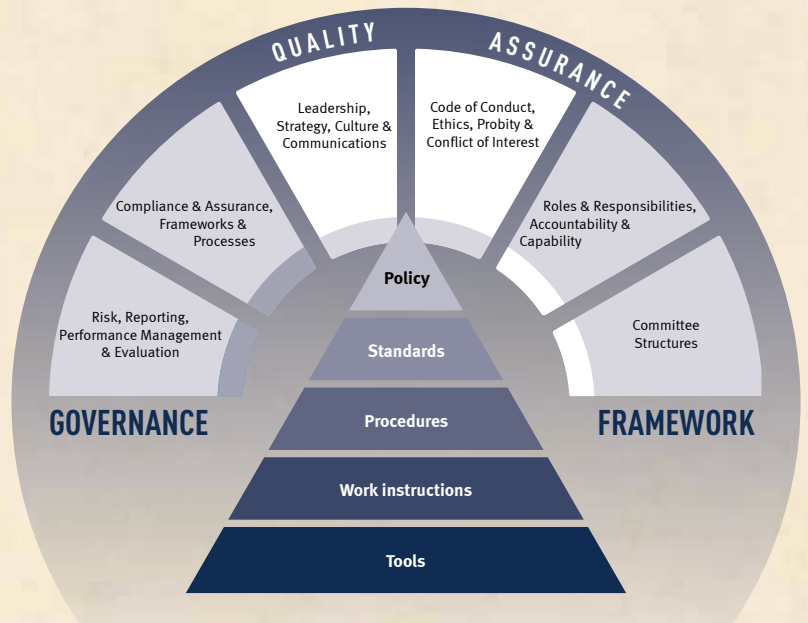 QUALITY ASSURANCE
Leadership,
Strategy, Culture &
Communications
Code of Conduct,
Ethics, Probity &
Conflict of Interest
Compliance & Assurance,
Frameworks &
Processes
Roles & Responsibilities,
Accountability &
Capability
Risk, Reporting,
Performance Management
& Evaluation
Committee
Structures
GOVERNANCE
FRAMEWORK
Policy
Standards
Procedures
Work instructions
Tools